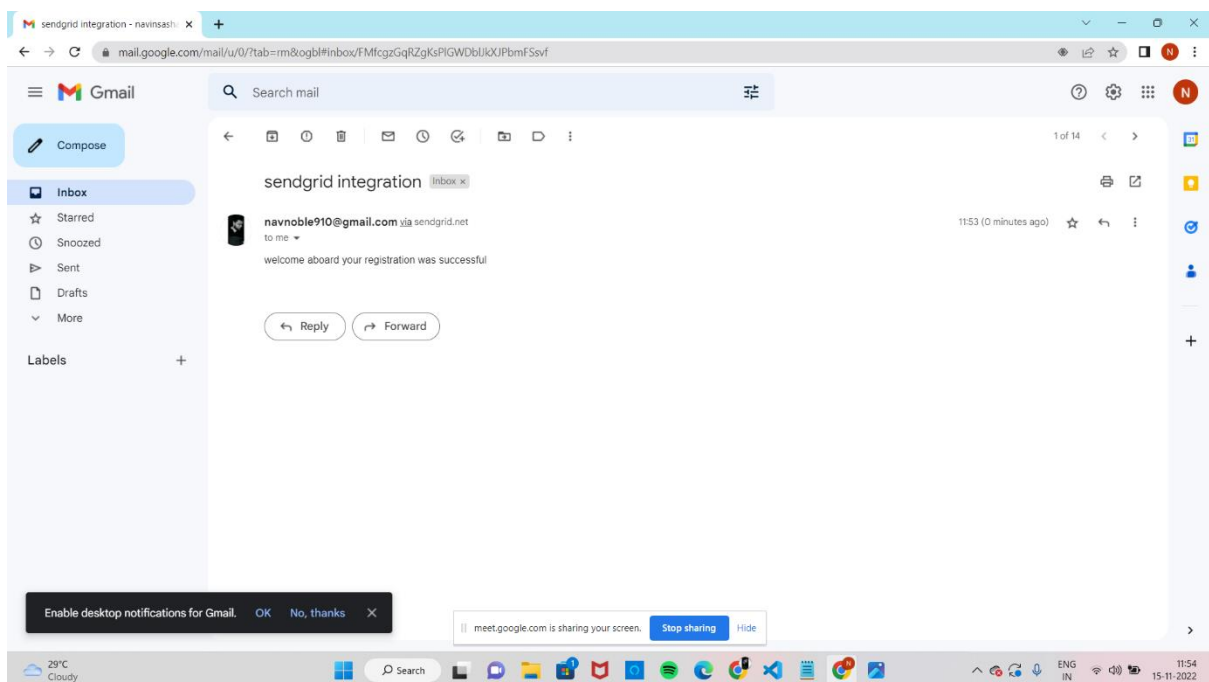 sendgrid integration - navinsash
mail.google.com/mail/u/0/?tab=rm&ogbl#inbox/FMfcgzGqRZgKsPlGWDbIJkXJPbmFSsvf
N
Gmail
Search mail
N
Compose
1 of 14
31
sendgrid integration Inbox x
Inbox
Starred
navnoble910@gmail.com via sendgrid.net 11:53 (0 minutes ago)
to me
Snoozed
welcome aboard your registration was successful
Sent
Drafts
More
Reply Forward
Labels
Enable desktop notifications for Gmail. OK No, thanks
meet.google.com is sharing your screen. Stop sharing Hide
29°C
Cloudy
Search
ENG
IN
11:54
15-11-2022